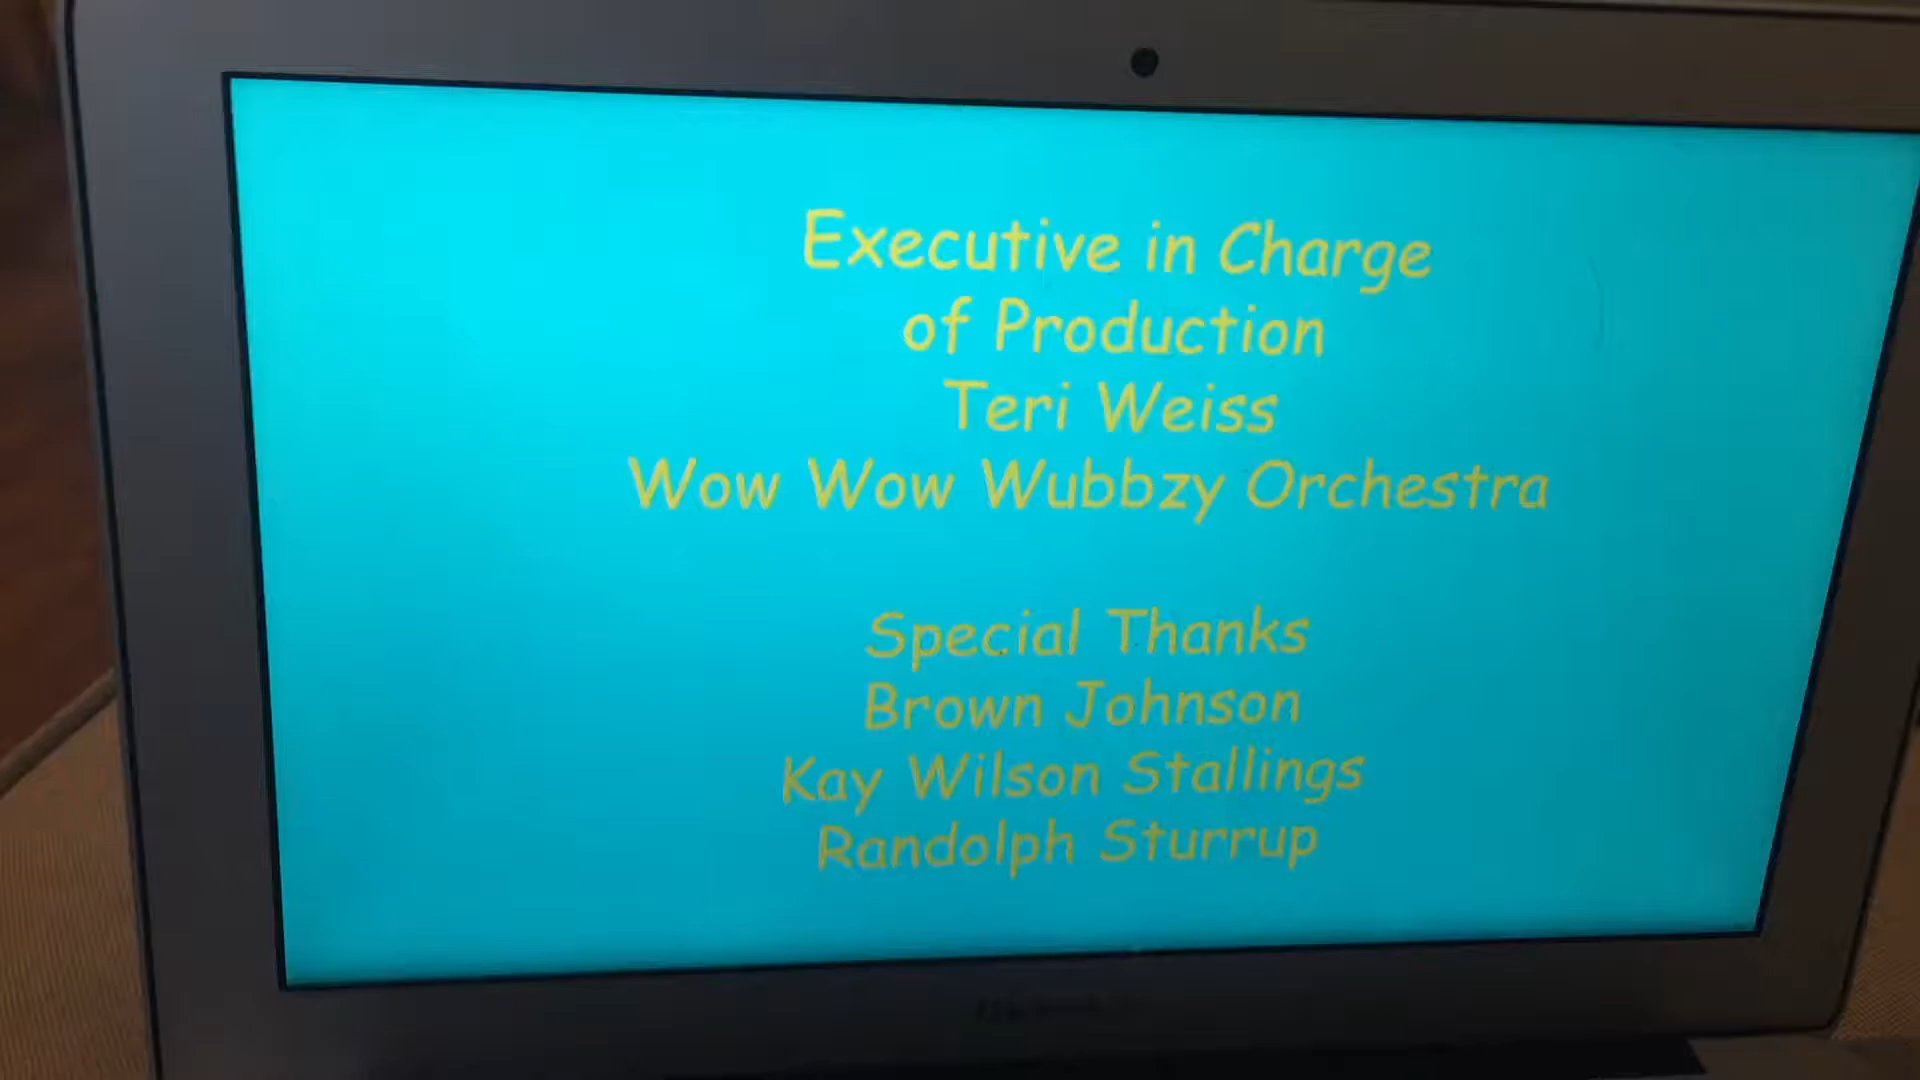 Executive in Charge
of Production
Teri Weiss
Wow Wow Wubbzy Orchestra
Special Thanks
Brown Johnson
Kay Wilson Stallings
Randolph Sturrup